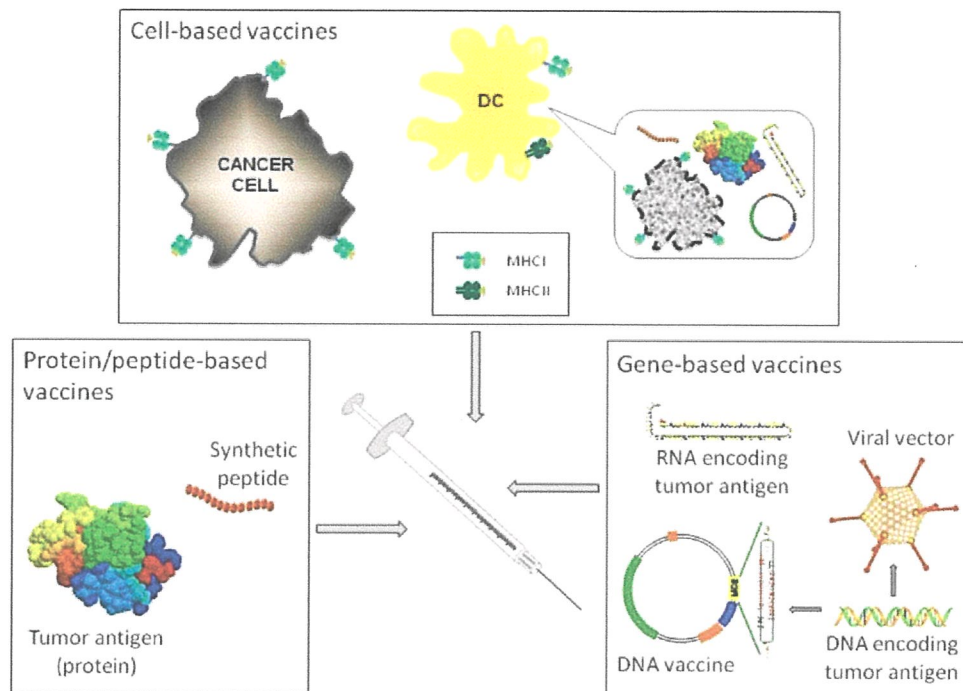 Cell-based vaccines
DC
CANCER
CELL
MHCI
MHCII
Protein/peptide-based
vaccines
Synthetic
peptide
Tumor antigen
(protein)
Gene-based vaccines
RNA encoding
tumor antigen
Viral vector
MCS
DNA vaccine
DNA encoding
tumor antigen